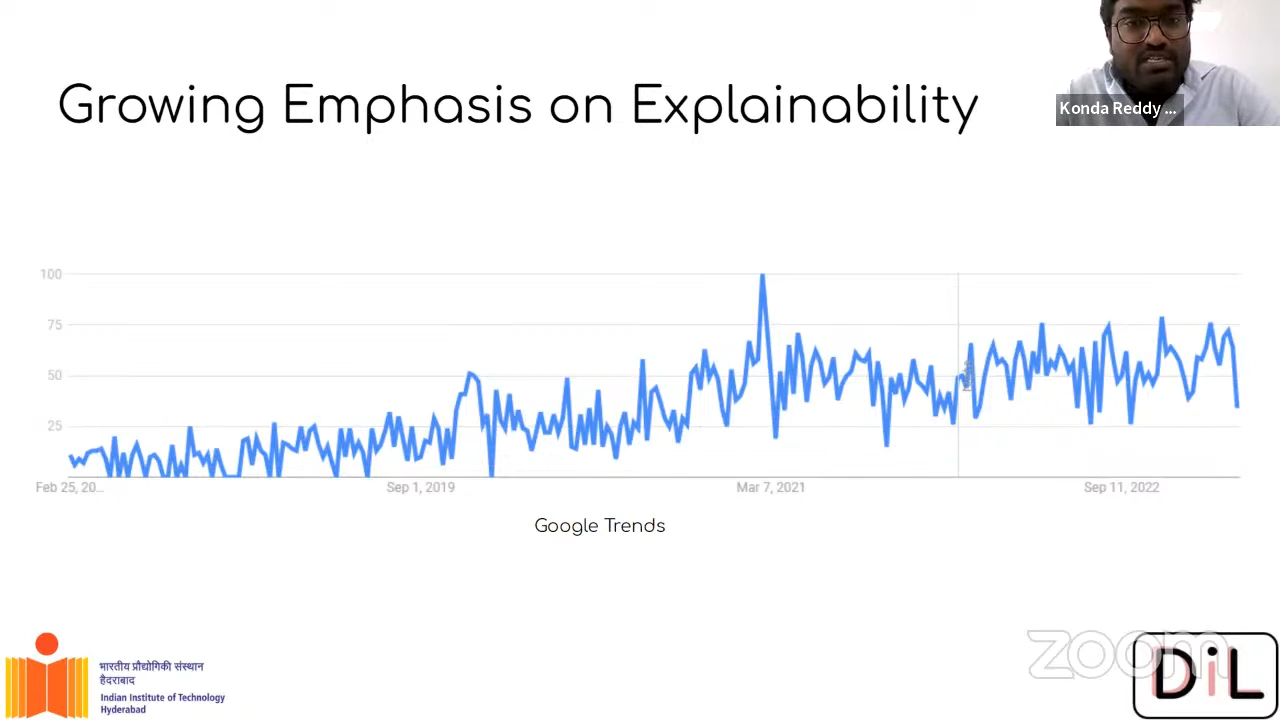 Growing Emphasis on Explainability
Konda Reddy ...
100
75
50
25
Feb 25, 20...
Sep 1, 2019
Mar 7, 2021
Sep 11, 2022
Google Trends
भारतीय प्रौद्योगिकी संस्थान
हैदराबाद
Indian Institute of Technology
Hyderabad
zoom
DiL